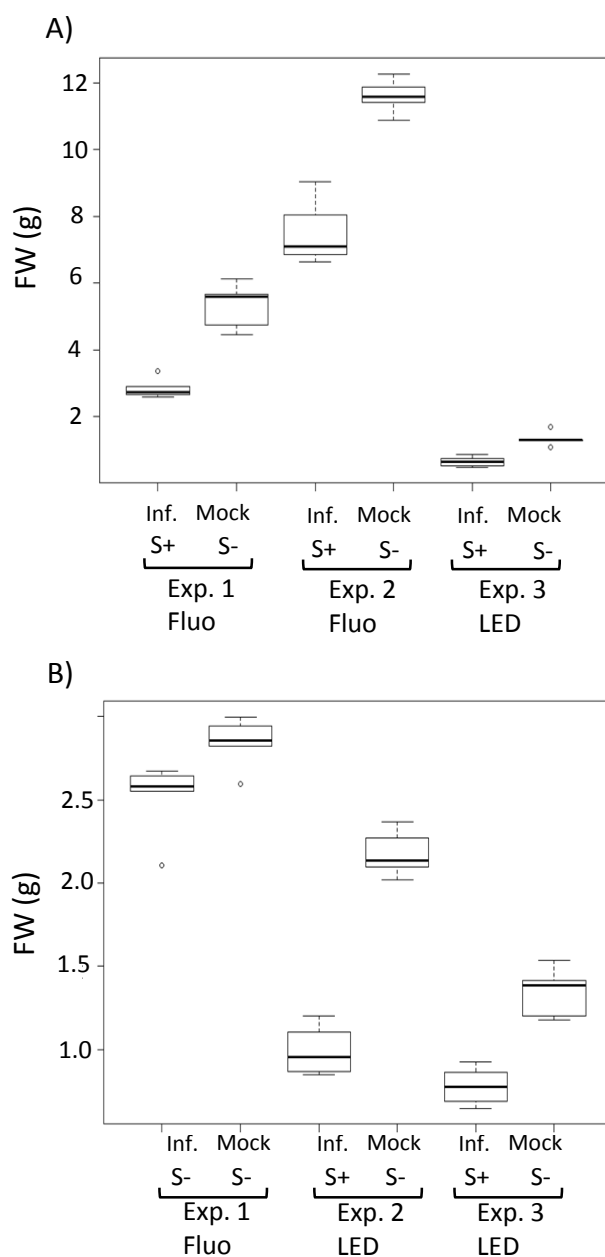 A)
12
10
8
6
4
2
FW (g)
Inf. Mock Inf. Mock Inf. Mock
S+ S- S+ S- S+ S-
Exp. 1 Exp. 2 Exp. 3
Fluo Fluo LED
B)
2.5
2.0
1.5
1.0
FW (g)
Inf. Mock Inf. Mock Inf. Mock
S- S- S+ S- S+ S-
Exp. 1 Exp. 2 Exp. 3
Fluo LED LED